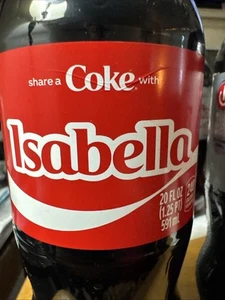 share a Coke with
Isabella
20 FL OZ
(1.25 PT)
591 mL